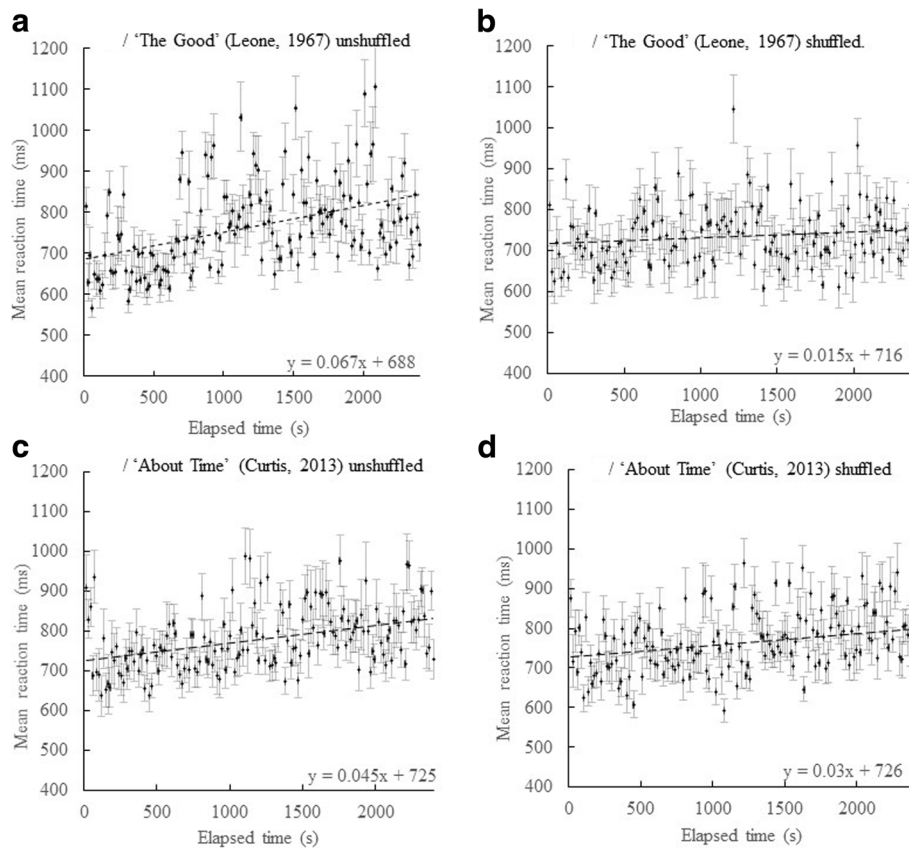 a
/ ‘The Good’ (Leone, 1967) unshuffled
1200
1100
1000
900
800
700
600
500
400
Mean reaction time (ms)
y = 0.067x + 688
0 500 1000 1500 2000
Elapsed time (s)
b
/ ‘The Good’ (Leone, 1967) shuffled.
1200
1100
1000
900
800
700
600
500
400
Mean reaction time (ms)
y = 0.015x + 716
0 500 1000 1500 2000
Elapsed time (s)
c
/ ‘About Time’ (Curtis, 2013) unshuffled
1200
1100
1000
900
800
700
600
500
400
Mean reaction time (ms)
y = 0.045x + 725
0 500 1000 1500 2000
Elapsed time (s)
d
/ ‘About Time’ (Curtis, 2013) shuffled
1200
1100
1000
900
800
700
600
500
400
Mean reaction time (ms)
y = 0.03x + 726
0 500 1000 1500 2000
Elapsed time (s)